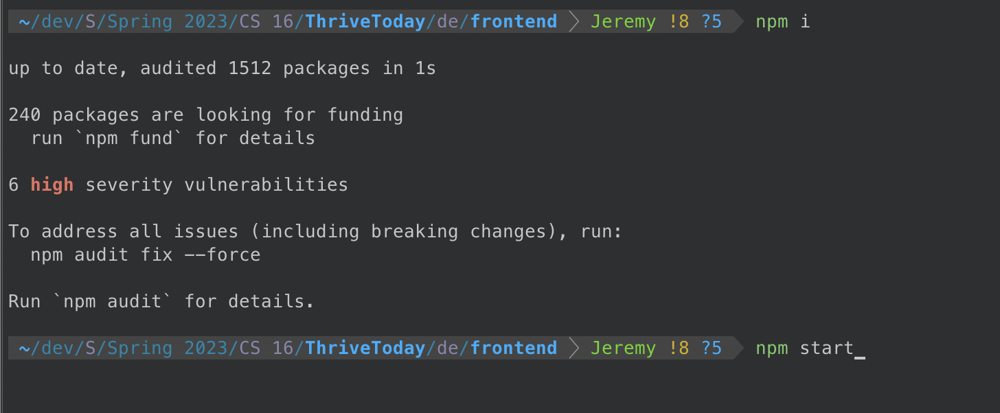 ~/dev/S/Spring 2023/CS 16/ThriveToday/de/frontend Jeremy !8 ?5 npm i
up to date, audited 1512 packages in 1s
240 packages are looking for funding
run `npm fund` for details
6 high severity vulnerabilities
To address all issues (including breaking changes), run:
npm audit fix --force
Run `npm audit` for details.
~/dev/S/Spring 2023/CS 16/ThriveToday/de/frontend Jeremy !8 ?5 npm start_